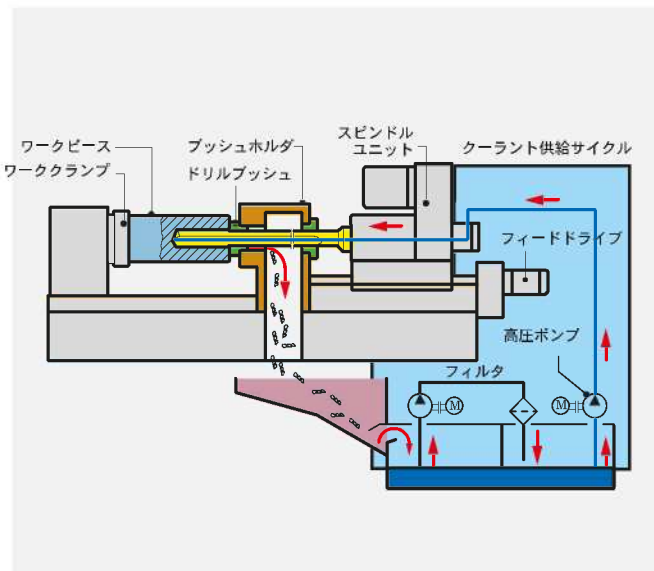 ワークピース
ワーククランプ
ブッシュホルダ
ドリルブッシュ
スピンドル
ユニット
クーラント供給サイクル
フィードドライブ
高圧ポンプ
フィルタ
M
M